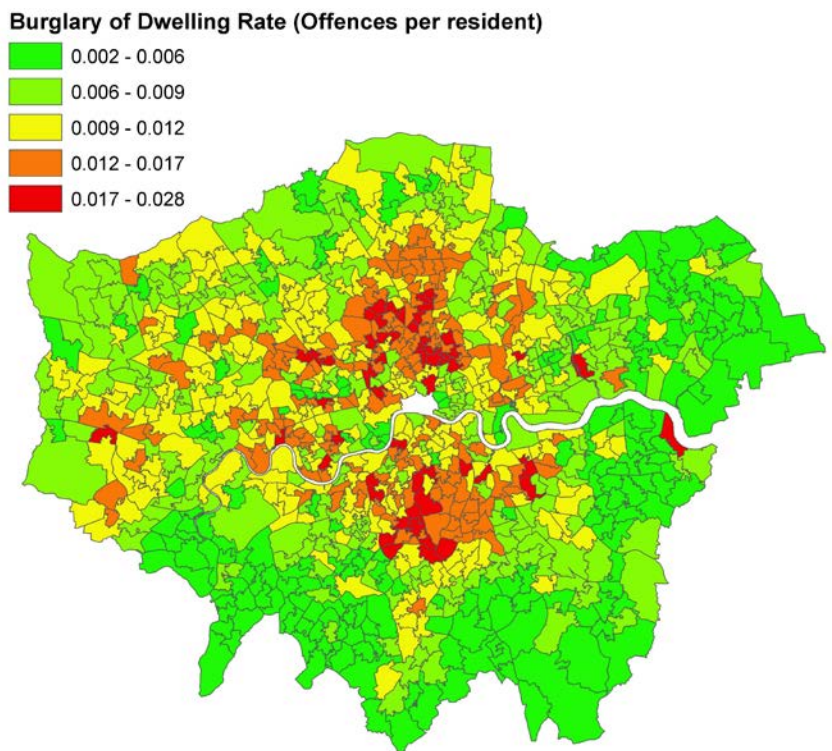 Burglary of Dwelling Rate (Offences per resident)
0.002 - 0.006
0.006 - 0.009
0.009 - 0.012
0.012 - 0.017
0.017 - 0.028